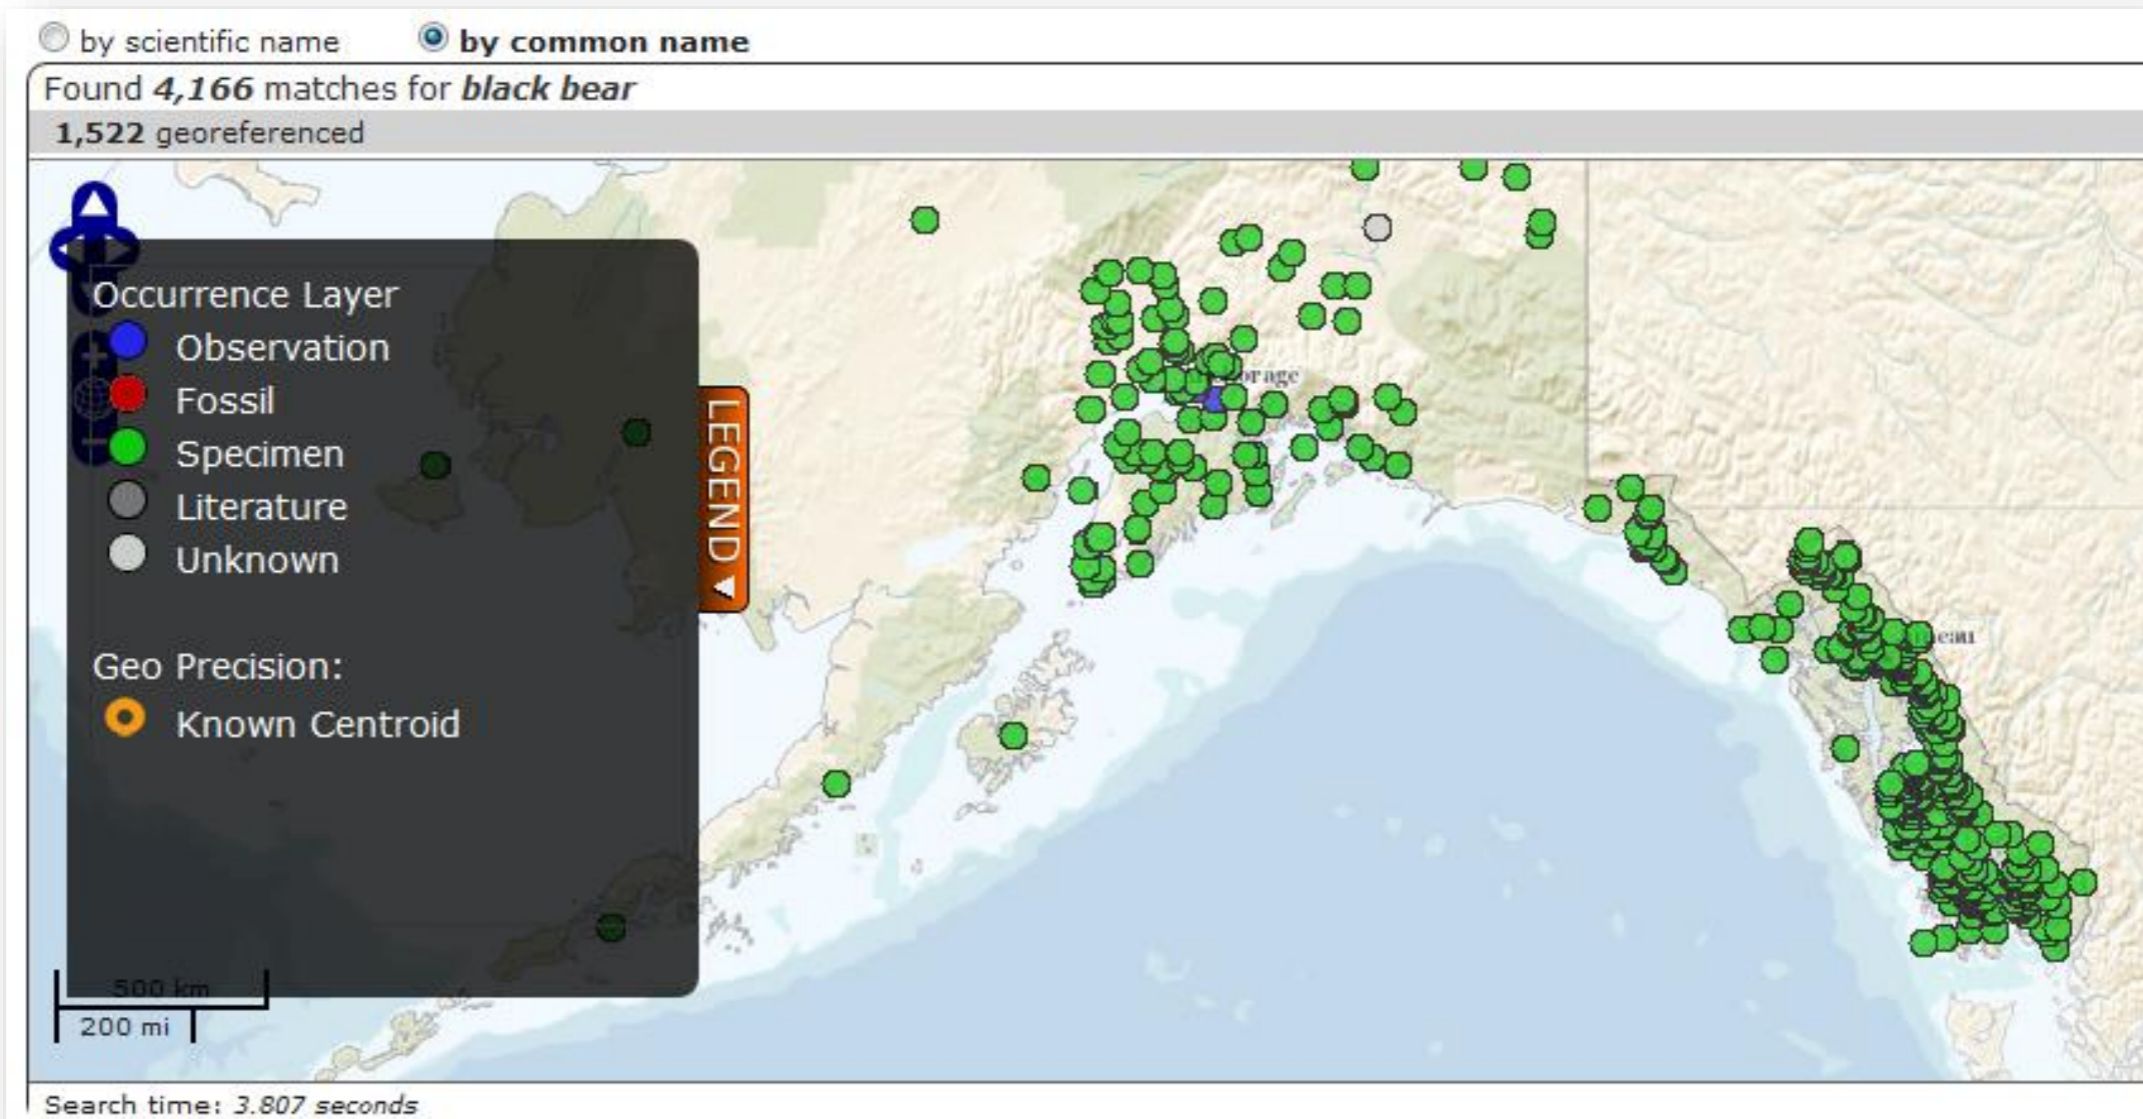 by scientific name by common name
Found 4,166 matches for black bear
1,522 georeferenced
Occurrence Layer
Observation
Fossil
Specimen
Literature
Unknown
Geo Precision:
Known Centroid
LEGEND
500 km
200 mi
Search time: 3.807 seconds